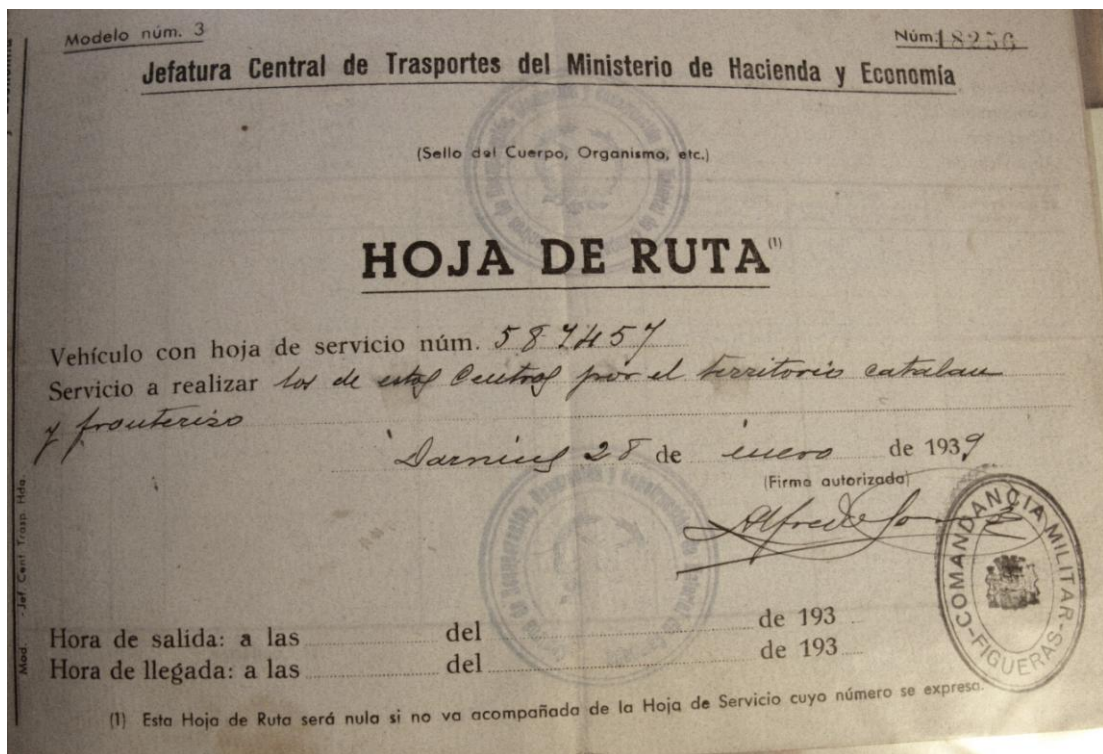 Modelo núm. 3
Núm. 18256
Jefatura Central de Trasportes del Ministerio de Hacienda y Economía
(Sello del Cuerpo, Organismo, etc.)
HOJA DE RUTA (1)
Vehículo con hoja de servicio núm. 587457
Servicio a realizar los de esta Central por el territorio catalan
y fronterizo
Darnius 28 de enero de 1939
(Firma autorizada)
Alfredo
COMANDANCIA MILITAR - FIGUERAS -
Hora de salida: a las del de 193
Hora de llegada: a las del de 193
(1) Esta Hoja de Ruta será nula si no va acompañada de la Hoja de Servicio cuyo número se expresa.
Mod. -Jef. Cent Trasp. Hda.